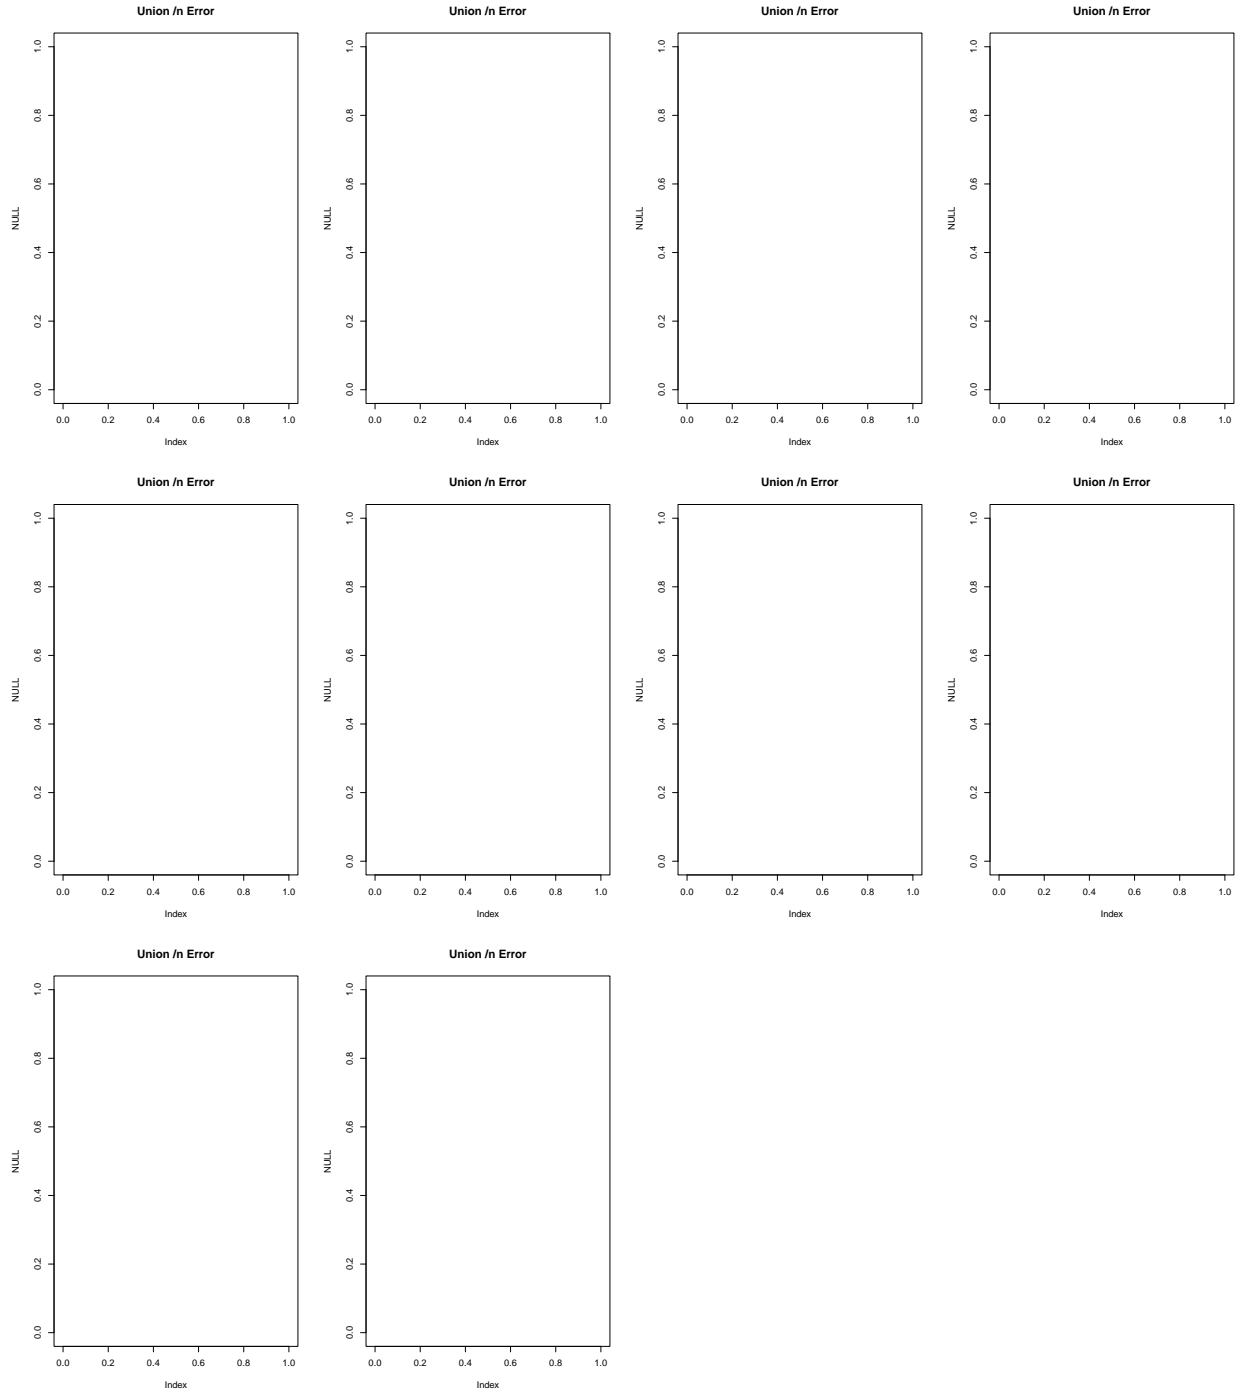 Union /n Error Union /n Error Union /n Error Union /n Error
1.0 1.0 1.0 1.0
0.8 0.8 0.8 0.8
0.6 0.6 0.6 0.6
NULL NULL NULL NULL
0.4 0.4 0.4 0.4
0.2 0.2 0.2 0.2
0.0 0.0 0.0 0.0
0.0 0.2 0.4 0.6 0.8 1.0 0.0 0.2 0.4 0.6 0.8 1.0 0.0 0.2 0.4 0.6 0.8 1.0 0.0 0.2 0.4 0.6 0.8 1.0
Index Index Index Index
Union /n Error Union /n Error Union /n Error Union /n Error
1.0 1.0 1.0 1.0
0.8 0.8 0.8 0.8
0.6 0.6 0.6 0.6
NULL NULL NULL NULL
0.4 0.4 0.4 0.4
0.2 0.2 0.2 0.2
0.0 0.0 0.0 0.0
0.0 0.2 0.4 0.6 0.8 1.0 0.0 0.2 0.4 0.6 0.8 1.0 0.0 0.2 0.4 0.6 0.8 1.0 0.0 0.2 0.4 0.6 0.8 1.0
Index Index Index Index
Union /n Error Union /n Error
1.0 1.0
0.8 0.8
0.6 0.6
NULL NULL
0.4 0.4
0.2 0.2
0.0 0.0
0.0 0.2 0.4 0.6 0.8 1.0 0.0 0.2 0.4 0.6 0.8 1.0
Index Index